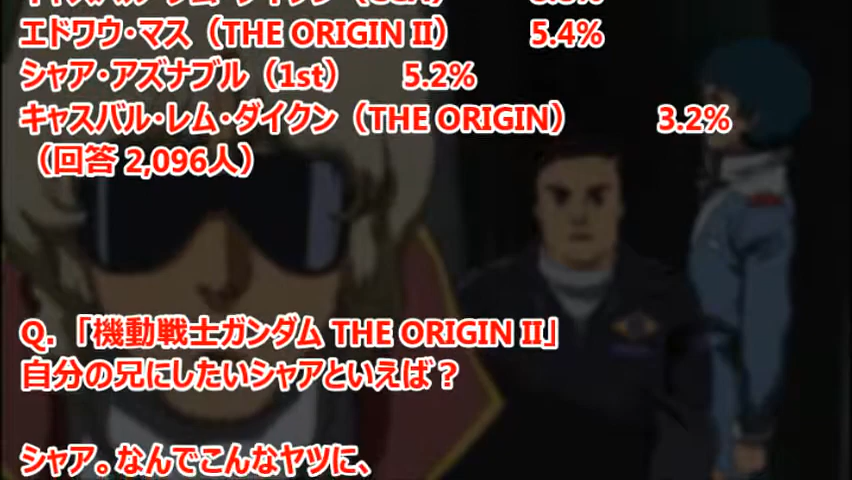 エドワウ・マス（THE ORIGIN II） 5.4%
シャア・アズナブル（1st） 5.2%
キャスバル・レム・ダイクン（THE ORIGIN） 3.2%
（回答 2,096人）
Q. 「機動戦士ガンダム THE ORIGIN II」
自分の兄にしたいシャアといえば？
シャア。なんでこんなヤツに、